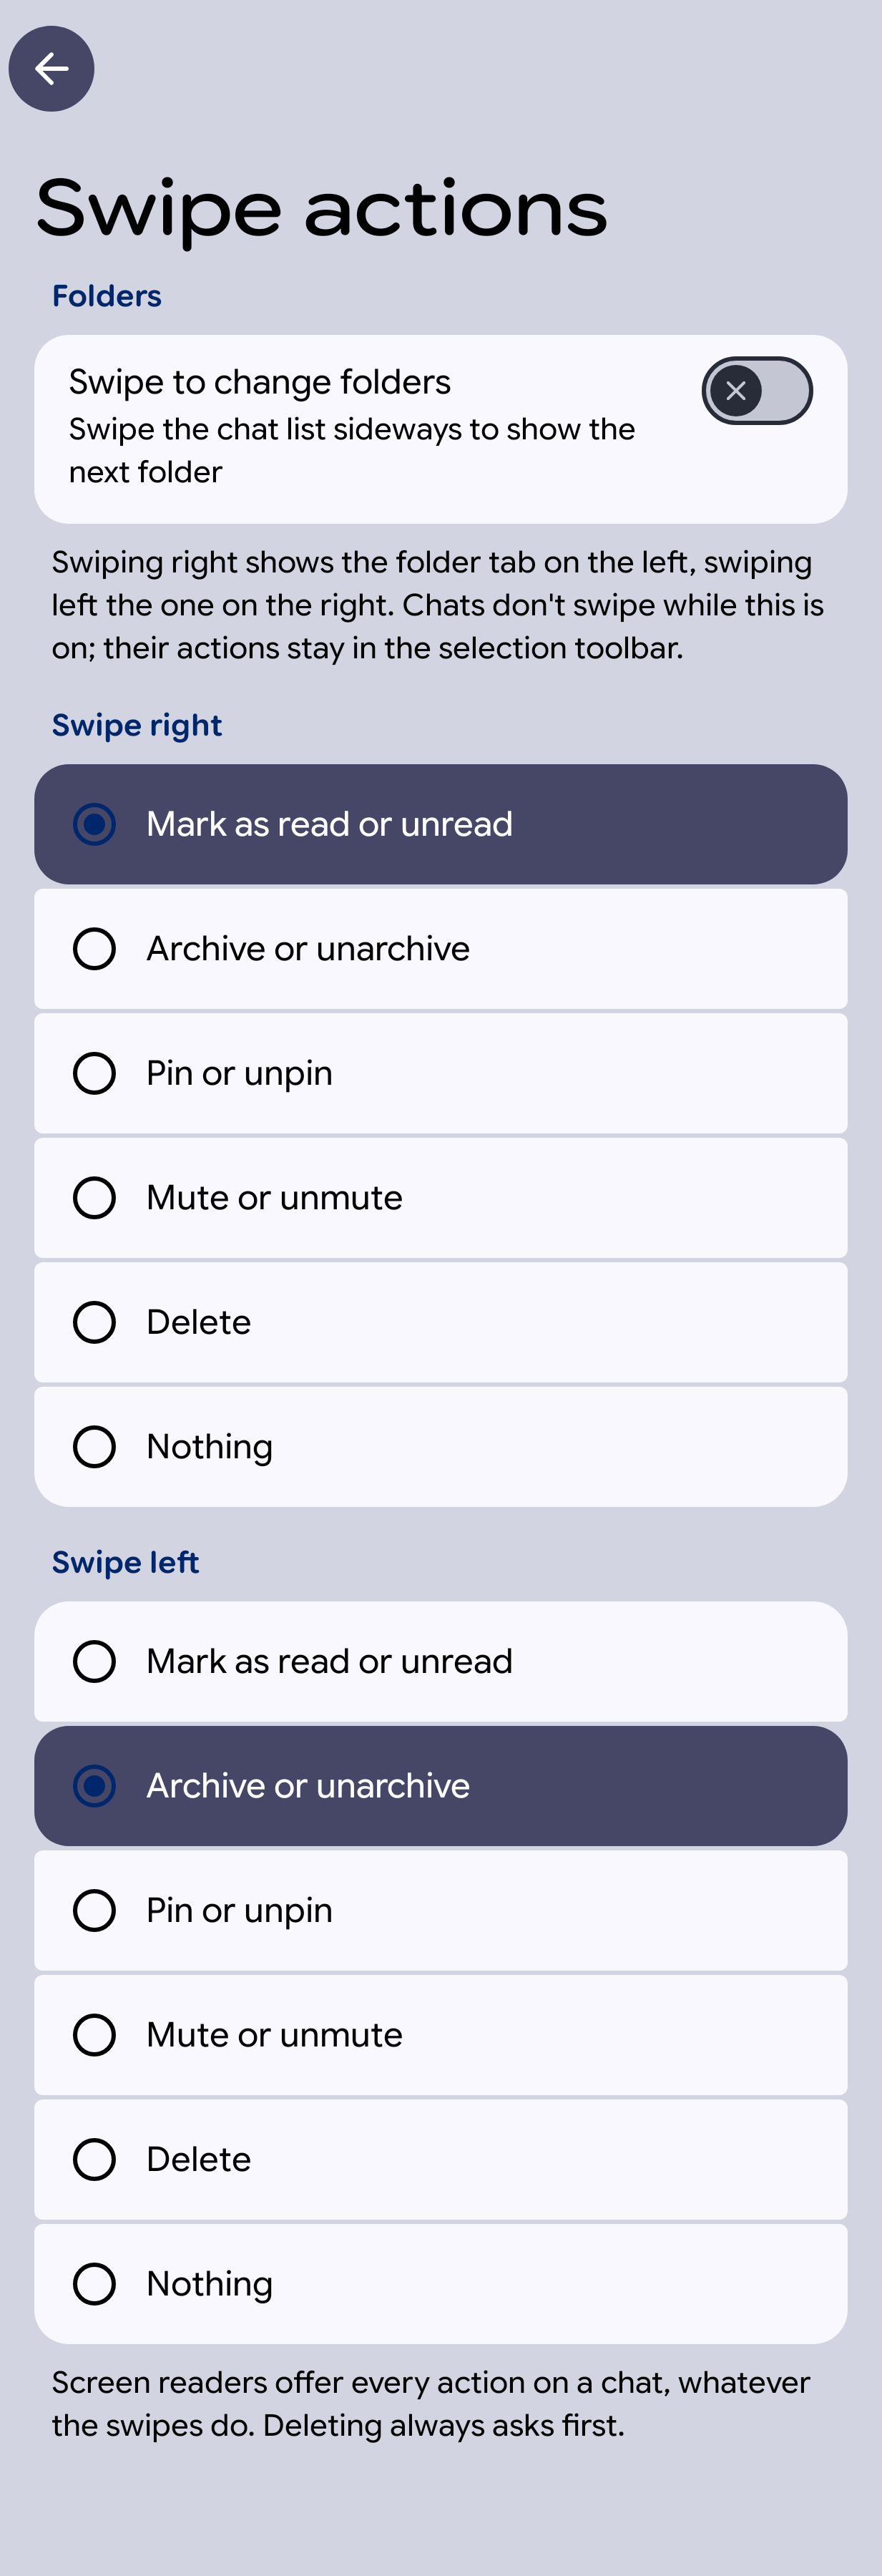 Swipe actions
Folders
Swipe to change folders
Swipe the chat list sideways to show the
next folder
Swiping right shows the folder tab on the left, swiping
left the one on the right. Chats don't swipe while this is
on; their actions stay in the selection toolbar.
Swipe right
Mark as read or unread
Archive or unarchive
Pin or unpin
Mute or unmute
Delete
Nothing
Swipe left
Mark as read or unread
Archive or unarchive
Pin or unpin
Mute or unmute
Delete
Nothing
Screen readers offer every action on a chat, whatever
the swipes do. Deleting always asks first.